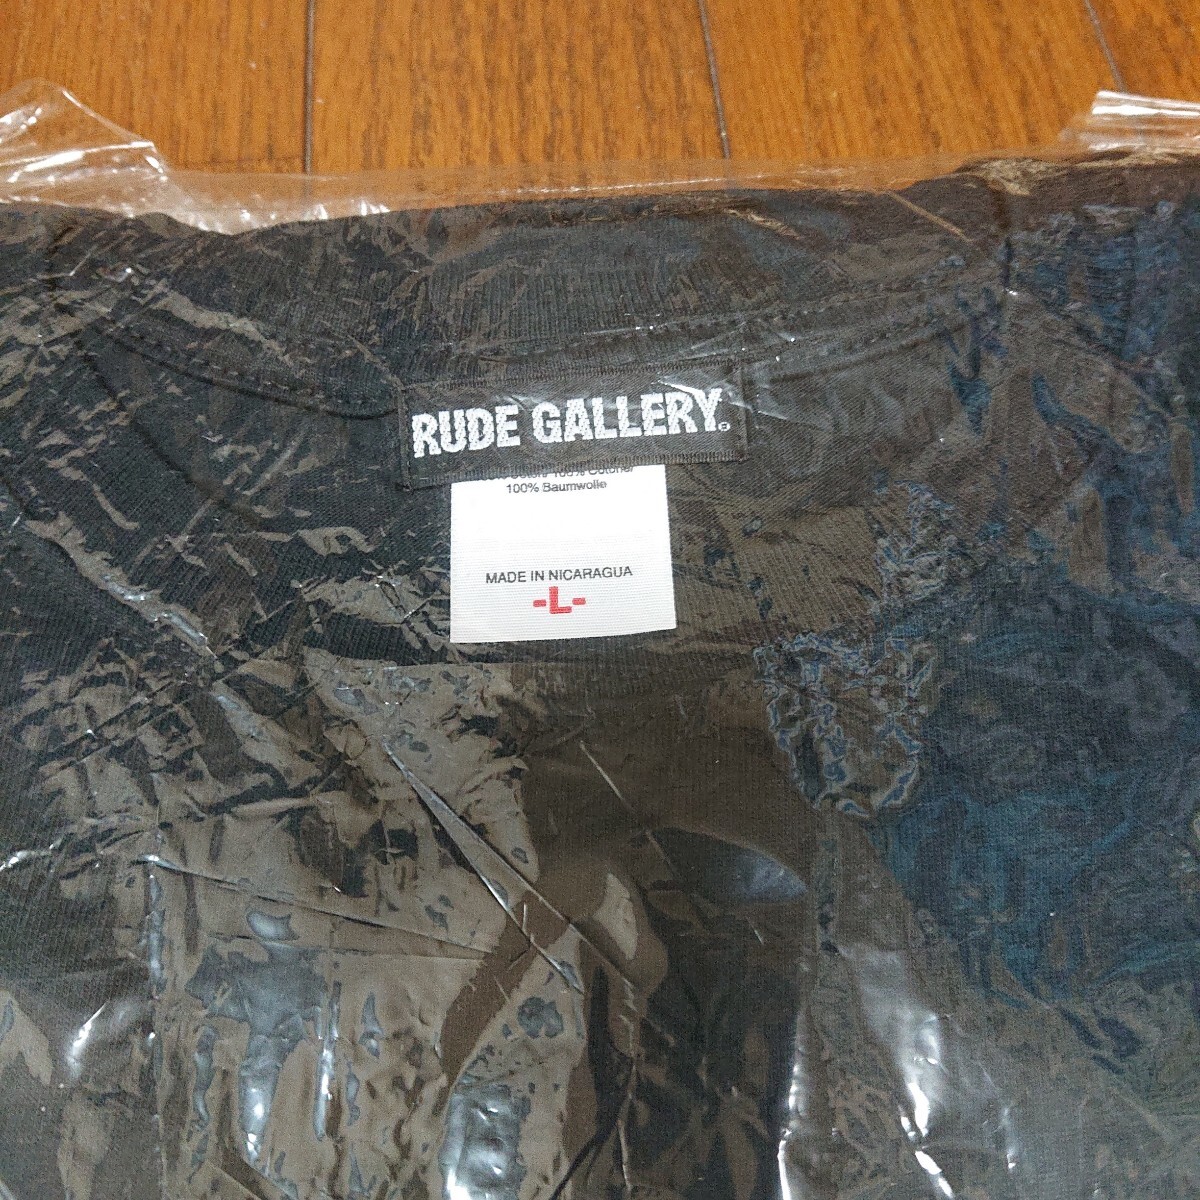 RUDE GALLERY
100% Baumwolle
MADE IN NICARAGUA
-L-